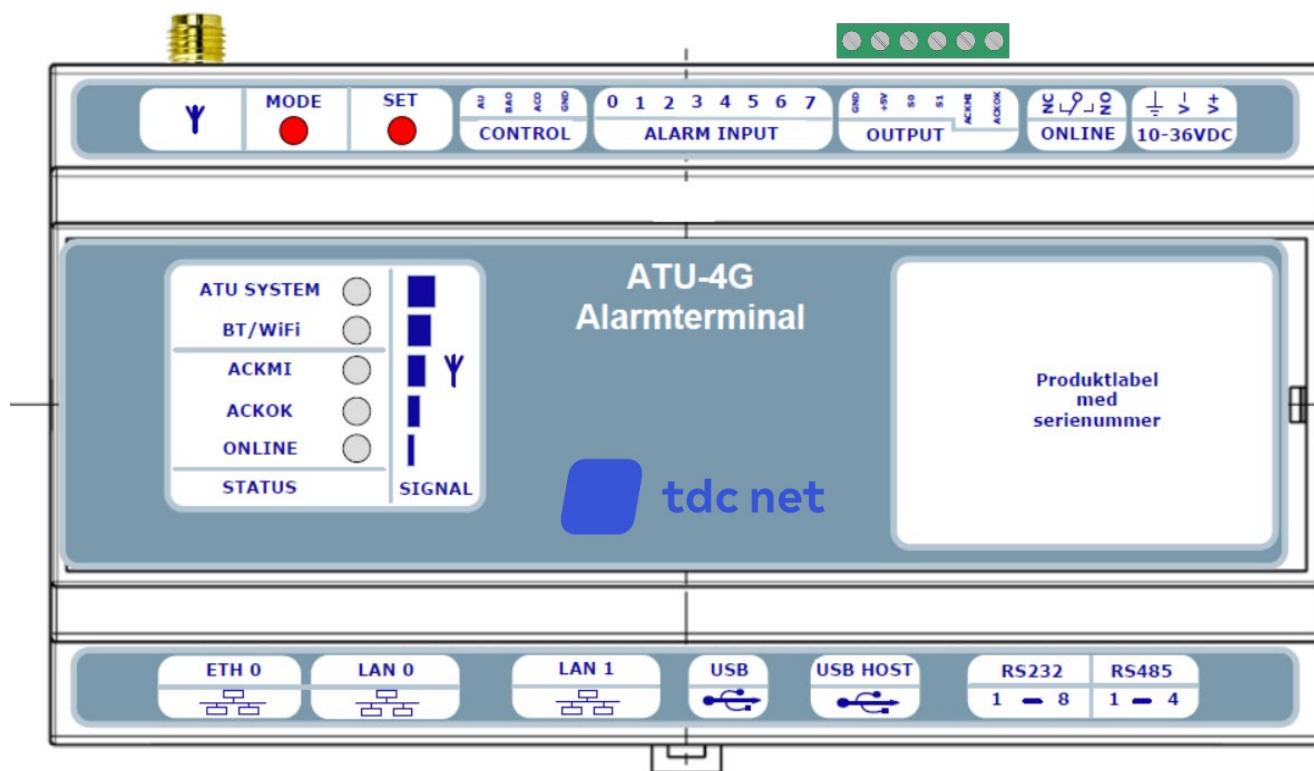 MODE
SET
AU BAO ACO GND
CONTROL
0 1 2 3 4 5 6 7
ALARM INPUT
GND +5V S0 S1 ACKMI ACKOK
OUTPUT
NC NO
ONLINE
V- V+
10-36VDC
ATU SYSTEM
BT/WiFi
ACKMI
ACKOK
ONLINE
STATUS
SIGNAL
ATU-4G
Alarmterminal
tdc net
Produktlabel
med
serienummer
ETH 0
LAN 0
LAN 1
USB
USB HOST
RS232
1 - 8
RS485
1 - 4